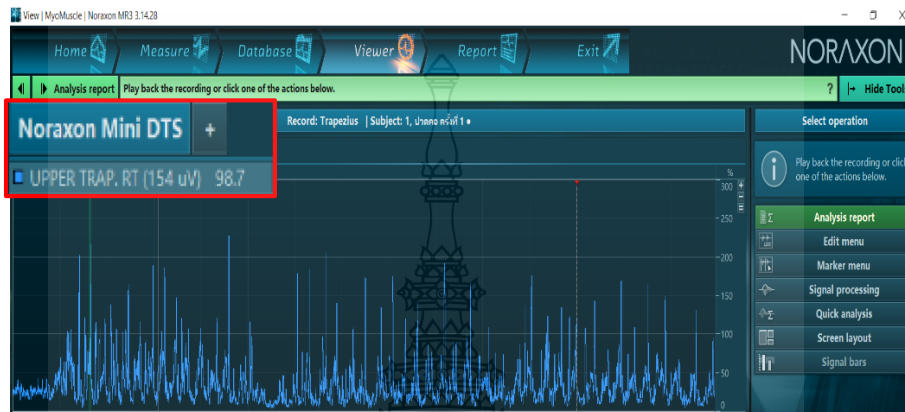 View | MyoMuscle | Noraxon MR3 3.14.28
Home
Measure
Database
Viewer
Report
Exit
NORAXON
Analysis report
Play back the recording or click one of the actions below.
?
Hide Tool
Noraxon Mini DTS +
UPPER TRAP. RT (154 uV) 98.7
Record: Trapezius | Subject: 1, ปาดคอ ครั้งที่ 1
%
300
250
200
150
100
50
0
Select operation
Play back the recording or click
one of the actions below.
Analysis report
Edit menu
Marker menu
Signal processing
Quick analysis
Screen layout
Signal bars